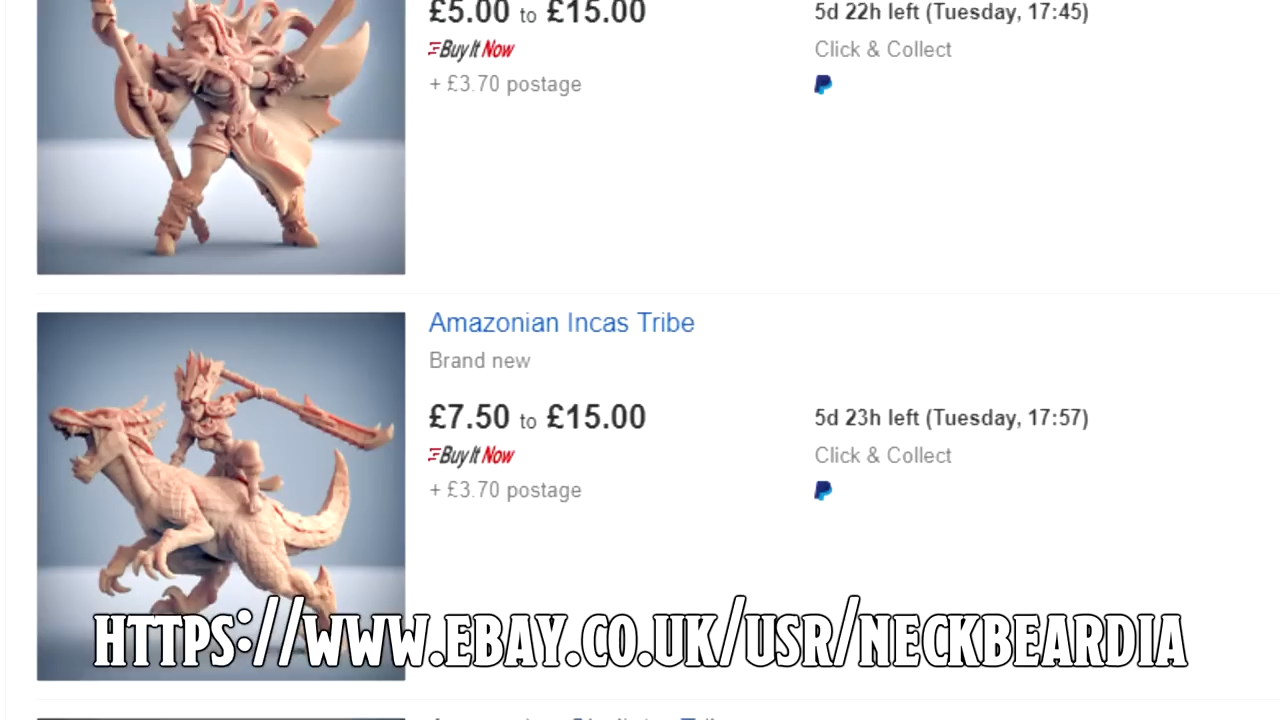 £5.00 to £15.00
5d 22h left (Tuesday, 17:45)
Buy It Now
Click & Collect
+ £3.70 postage
Amazonian Incas Tribe
Brand new
£7.50 to £15.00
5d 23h left (Tuesday, 17:57)
Buy It Now
Click & Collect
+ £3.70 postage
HTTPS://WWW.EBAY.CO.UK/USR/NECKBEARDIA